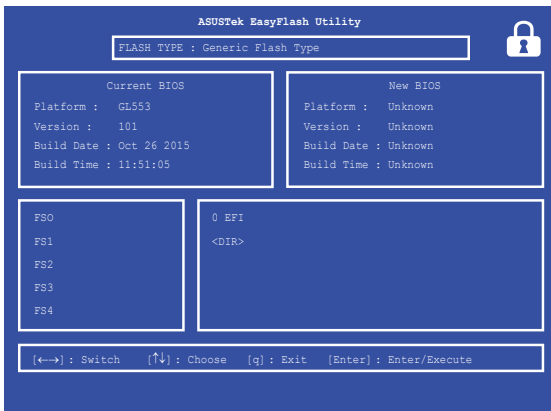 ASUSTek EasyFlash Utility
FLASH TYPE : Generic Flash Type
Current BIOS
Platform : GL553
Version : 101
Build Date : Oct 26 2015
Build Time : 11:51:05
New BIOS
Platform : Unknown
Version : Unknown
Build Date : Unknown
Build Time : Unknown
FSO
FS1
FS2
FS3
FS4
0 EFI
<DIR>
[←→] : Switch [↑↓] : Choose [q] : Exit [Enter] : Enter/Execute